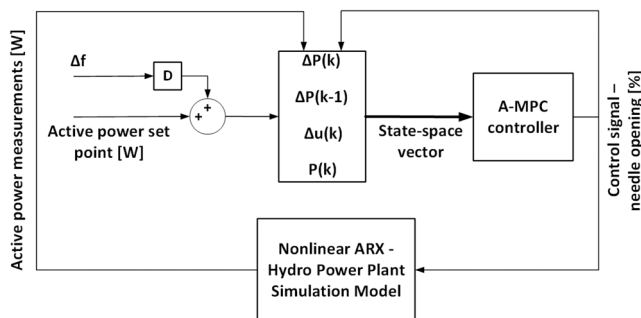 Active power measurements [W]
Δf
D
+
+
Active power set
point [W]
ΔP(k)
ΔP(k-1)
Δu(k)
P(k)
State-space
vector
A-MPC
controller
Control signal –
needle opening [%]
Nonlinear ARX -
Hydro Power Plant
Simulation Model